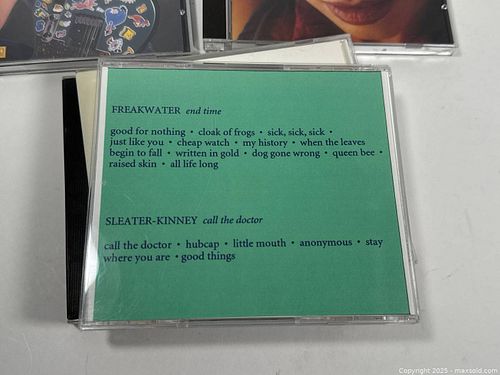 FREAKWATER end time
good for nothing • cloak of frogs • sick, sick, sick •
just like you • cheap watch • my history • when the leaves
begin to fall • written in gold • dog gone wrong • queen bee •
raised skin • all life long
SLEATER-KINNEY call the doctor
call the doctor • hubcap • little mouth • anonymous • stay
where you are • good things
Copyright 2025 - maxsold.com